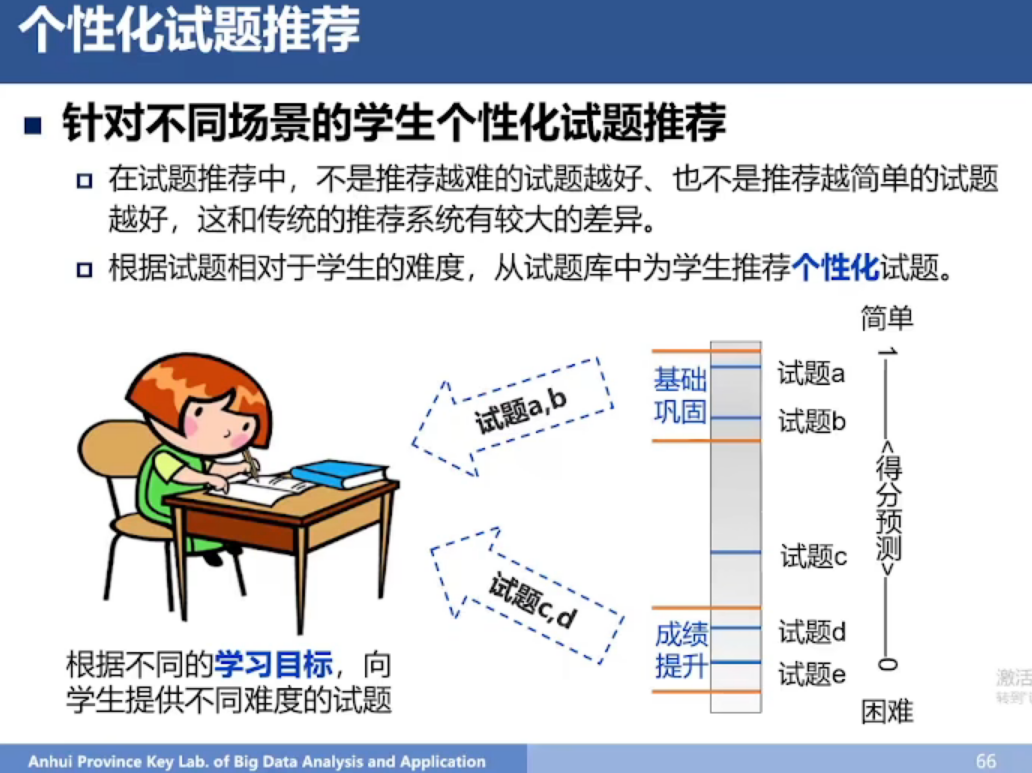 个性化试题推荐
针对不同场景的学生个性化试题推荐
在试题推荐中，不是推荐越难的试题越好、也不是推荐越简单的试题
越好，这和传统的推荐系统有较大的差异。
根据试题相对于学生的难度，从试题库中为学生推荐个性化试题。
简单
1
基础
巩固
试题a
试题b
试题a,b
<得分预测>
试题c
试题c,d
成绩
提升
试题d
试题e
0
困难
根据不同的学习目标，向
学生提供不同难度的试题
激活
Anhui Province Key Lab. of Big Data Analysis and Application
66